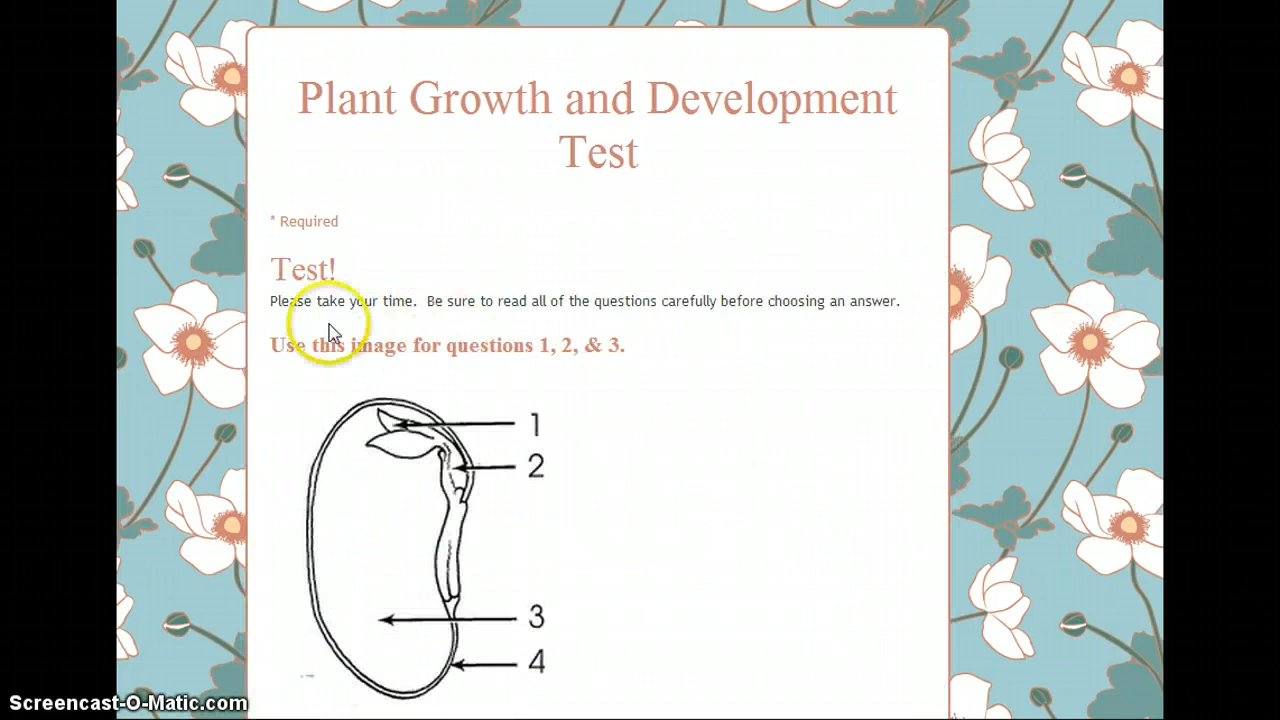 Plant Growth and Development
Test
* Required
Test!
Please take your time. Be sure to read all of the questions carefully before choosing an answer.
Use this image for questions 1, 2, & 3.
1
2
3
4
Screencast-O-Matic.com